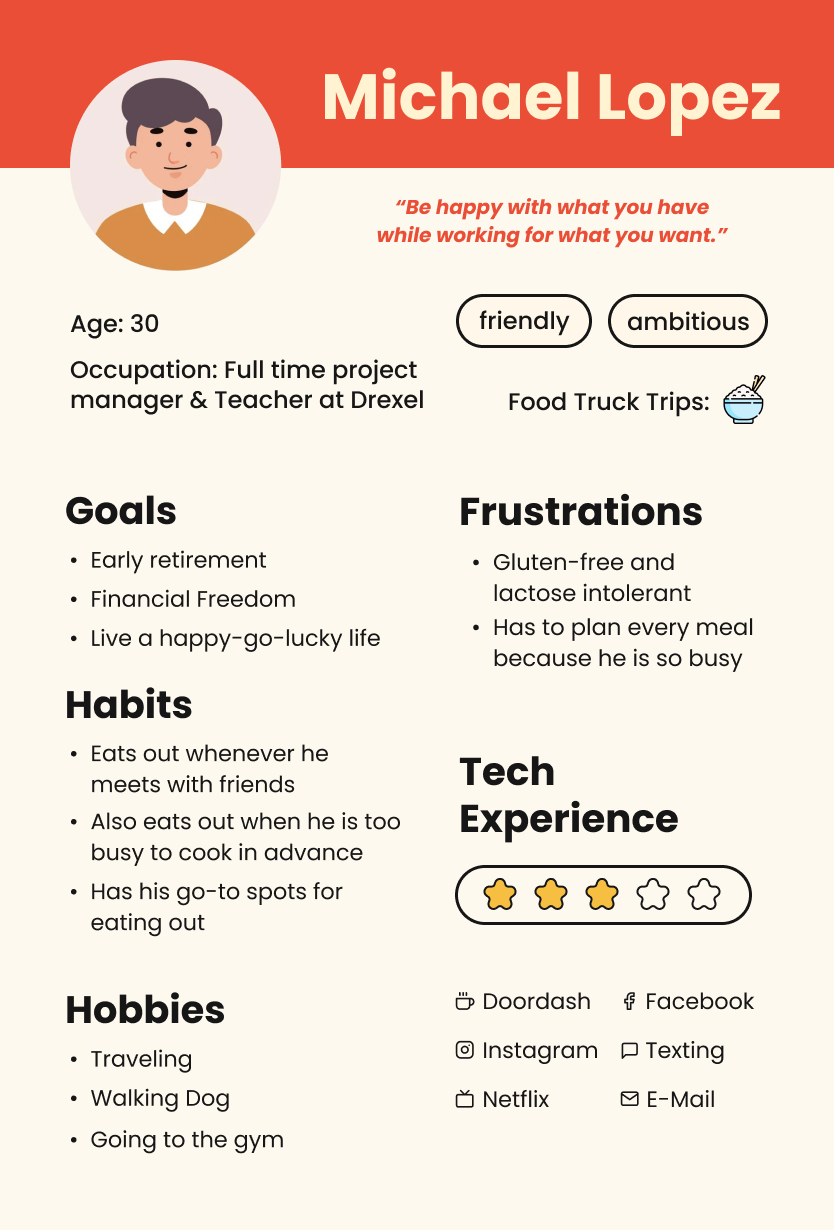 Michael Lopez
“Be happy with what you have
while working for what you want.”
Age: 30
Occupation: Full time project
manager & Teacher at Drexel
friendly
ambitious
Food Truck Trips:
Goals
• Early retirement
• Financial Freedom
• Live a happy-go-lucky life
Habits
• Eats out whenever he
meets with friends
• Also eats out when he is too
busy to cook in advance
• Has his go-to spots for
eating out
Hobbies
• Traveling
• Walking Dog
• Going to the gym
Frustrations
• Gluten-free and
lactose intolerant
• Has to plan every meal
because he is so busy
Tech
Experience
Doordash
Facebook
Instagram
Texting
Netflix
E-Mail